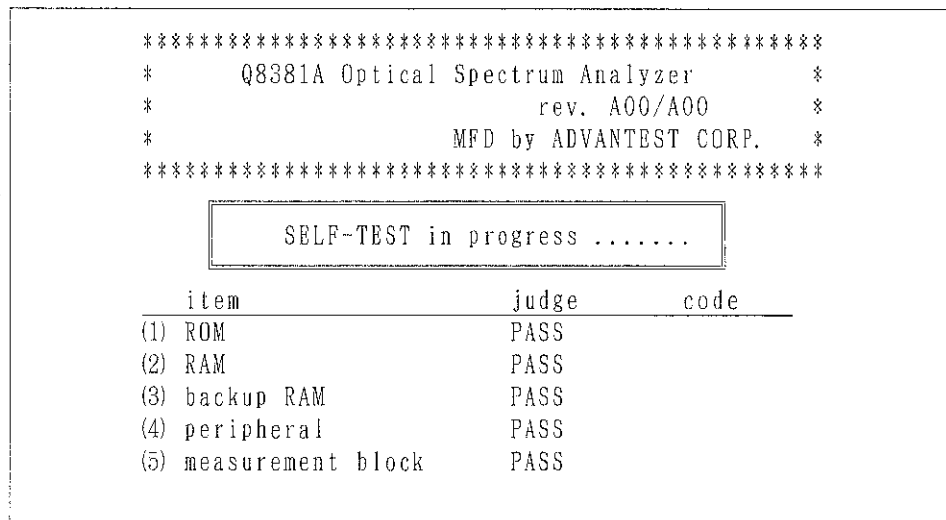 ************************************************
* Q8381A Optical Spectrum Analyzer *
* rev. A00/A00 *
* MFD by ADVANTEST CORP. *
************************************************
SELF-TEST in progress .......
item judge code
(1) ROM PASS
(2) RAM PASS
(3) backup RAM PASS
(4) peripheral PASS
(5) measurement block PASS